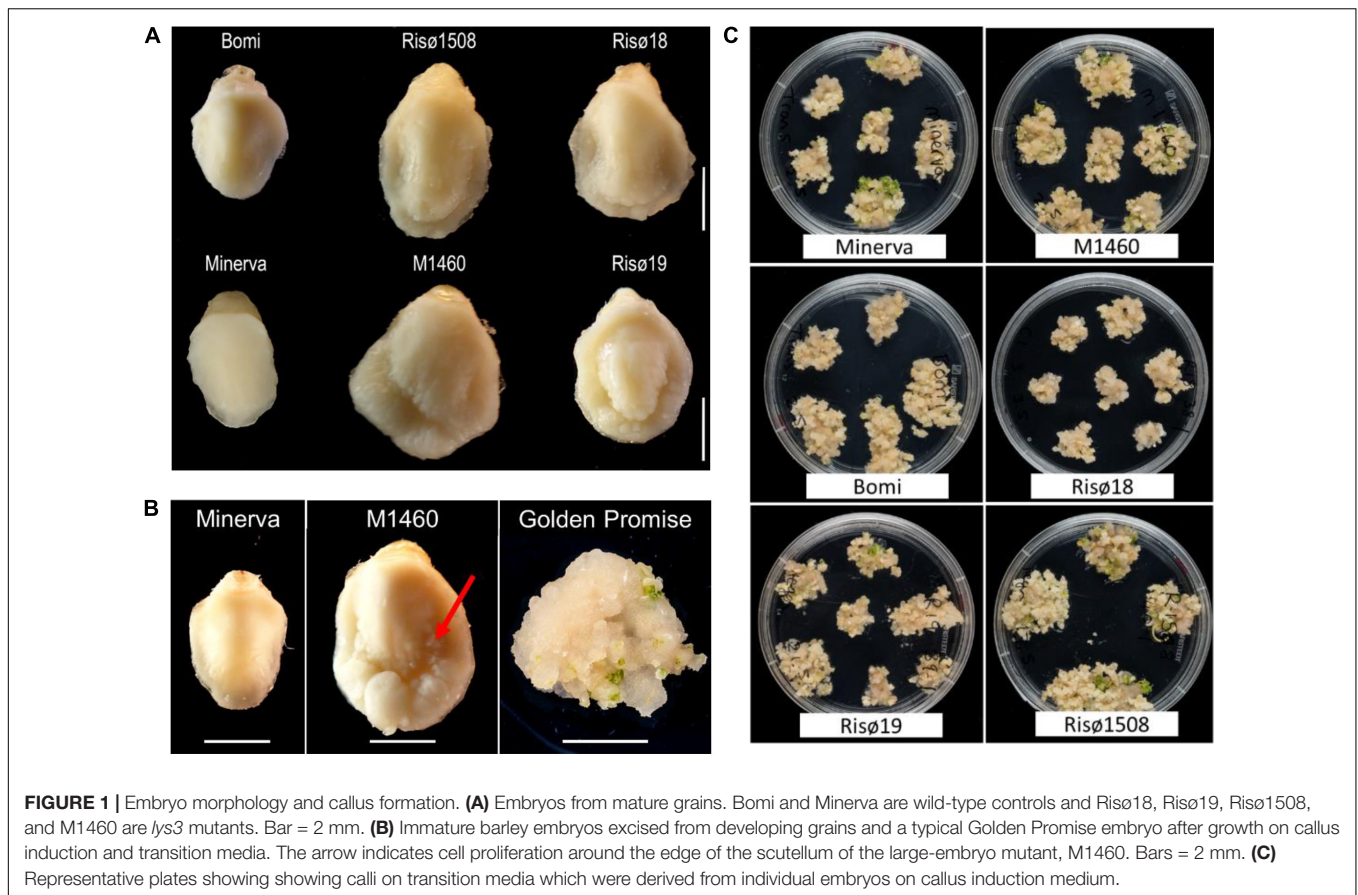 A
Bomi
Risø1508
Risø18
Minerva
M1460
Risø19
B
Minerva
M1460
Golden Promise
C
Minerva
M1460
Bomi
Risø18
Risø19
Risø1508
FIGURE 1 | Embryo morphology and callus formation. (A) Embryos from mature grains. Bomi and Minerva are wild-type controls and Risø18, Risø19, Risø1508,
and M1460 are lys3 mutants. Bar = 2 mm. (B) Immature barley embryos excised from developing grains and a typical Golden Promise embryo after growth on callus
induction and transition media. The arrow indicates cell proliferation around the edge of the scutellum of the large-embryo mutant, M1460. Bars = 2 mm. (C)
Representative plates showing showing calli on transition media which were derived from individual embryos on callus induction medium.